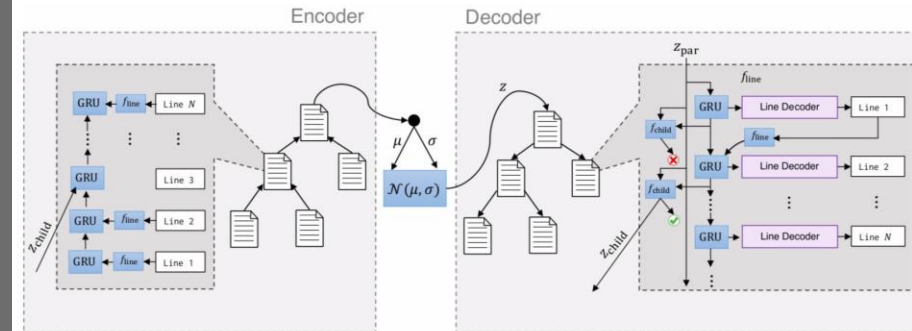 Encoder
GRU
f_line
Line N
GRU
Line 3
GRU
f_line
Line 2
GRU
f_line
Line 1
z_child
μ
σ
𝒩(μ, σ)
Decoder
z
z_par
f_line
GRU
Line Decoder
Line 1
f_child
f_line
GRU
Line Decoder
Line 2
f_child
GRU
Line Decoder
Line N
z_child